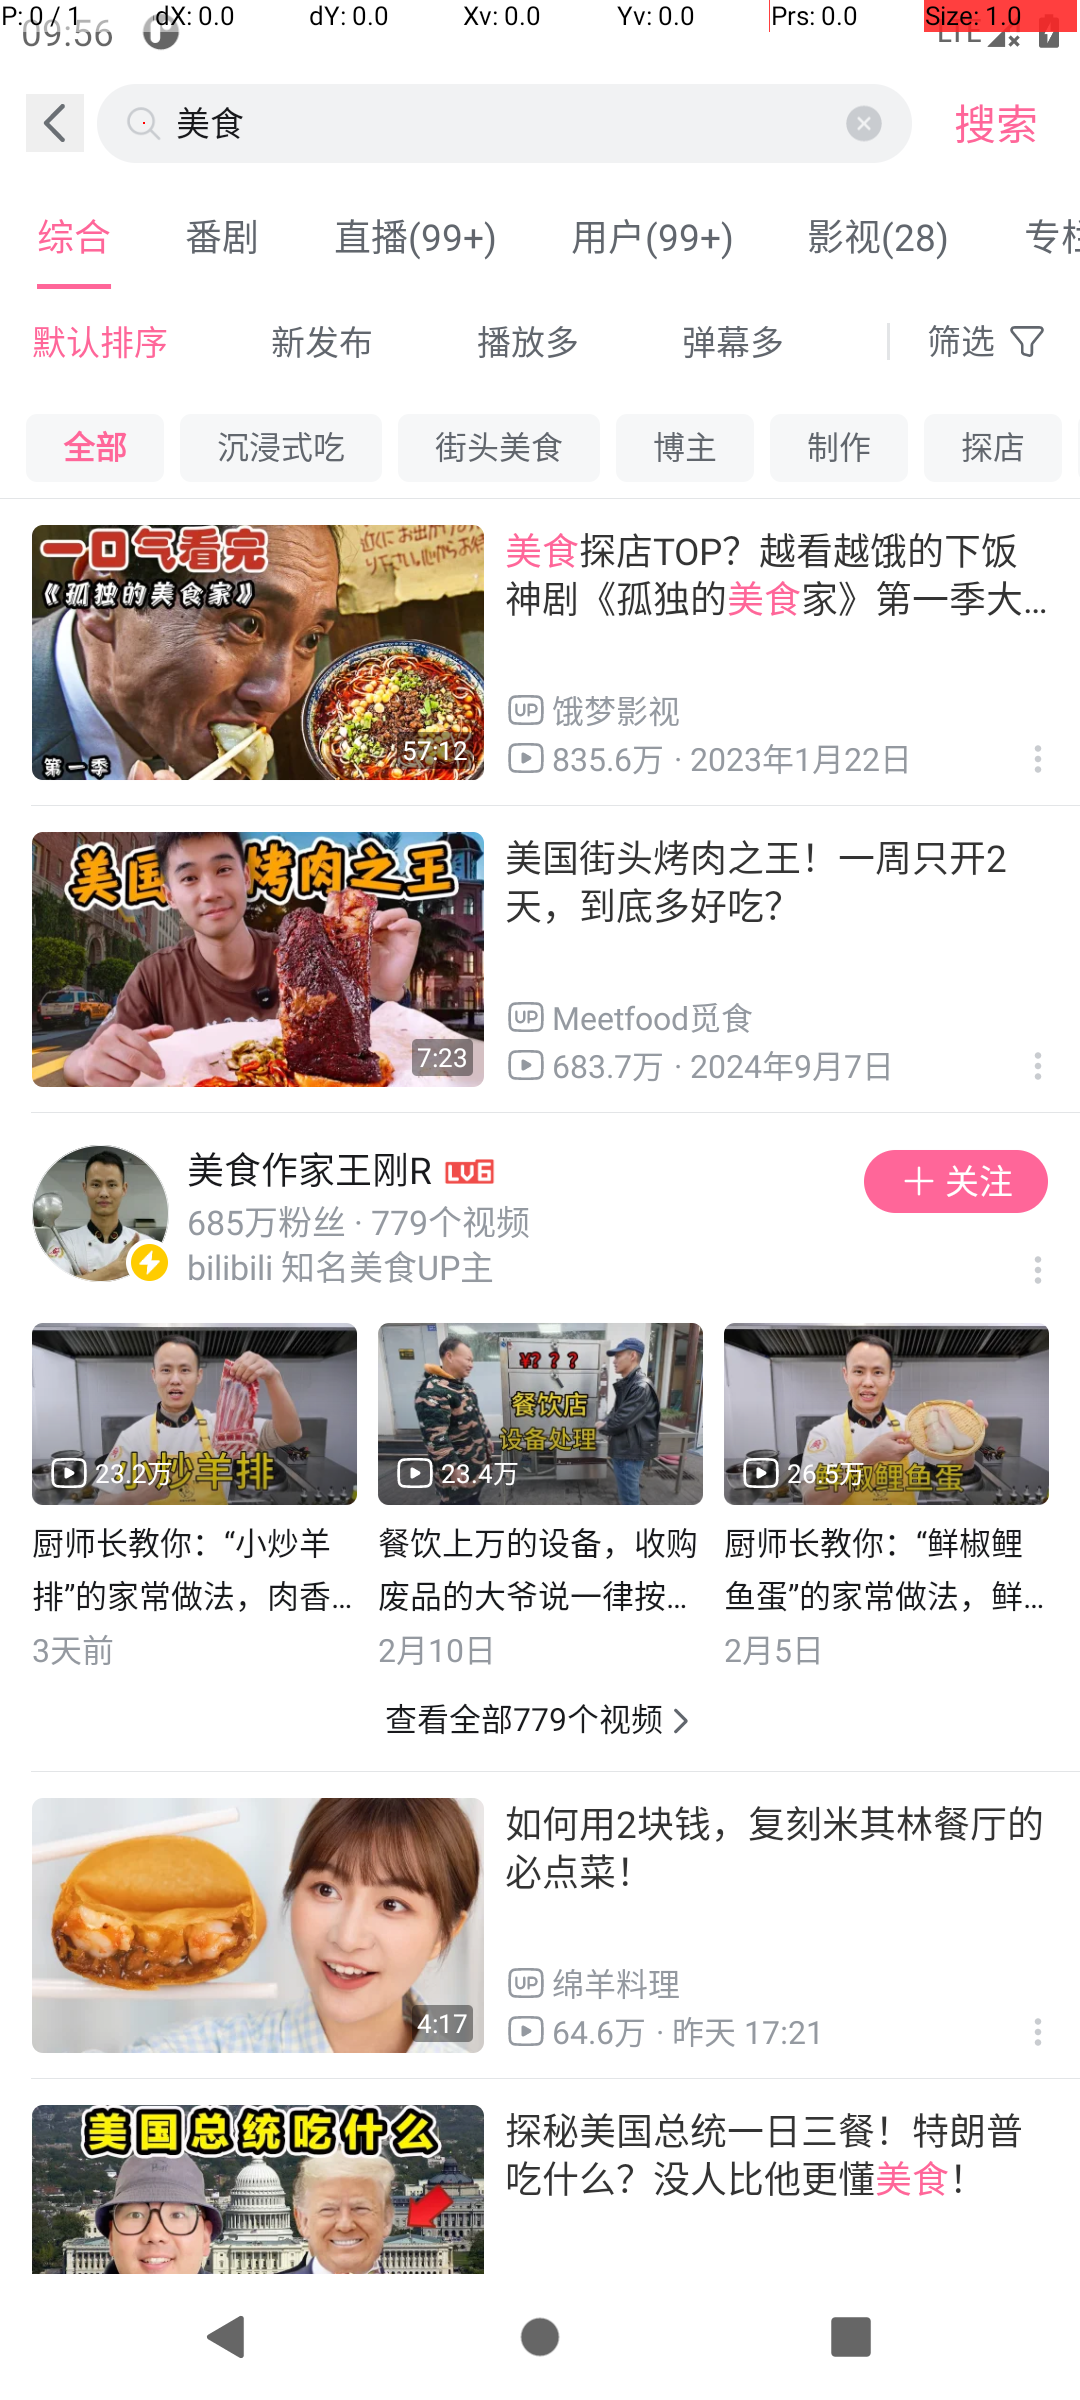 P: 0 / 1 dX: 0.0 dY: 0.0 Xv: 0.0 Yv: 0.0 Prs: 0.0 Size: 1.0
09:56 LTE
美食 搜索
综合 番剧 直播(99+) 用户(99+) 影视(28) 专栏
默认排序 新发布 播放多 弹幕多 筛选
全部 沉浸式吃 街头美食 博主 制作 探店
一口气看完
《孤独的美食家》
第一季
57:12
美食探店TOP？越看越饿的下饭
神剧《孤独的美食家》第一季大...
UP 饿梦影视
835.6万 · 2023年1月22日
美国烤肉之王
7:23
美国街头烤肉之王！一周只开2
天，到底多好吃？
UP Meetfood觅食
683.7万 · 2024年9月7日
美食作家王刚R LV6
关注
685万粉丝 · 779个视频
bilibili 知名美食UP主
小炒羊排
23.2万
¥？？？
餐饮店
设备处理
23.4万
鲜椒鲤鱼蛋
26.5万
厨师长教你：“小炒羊
排”的家常做法，肉香...
3天前
餐饮上万的设备，收购
废品的大爷说一律按...
2月10日
厨师长教你：“鲜椒鲤
鱼蛋”的家常做法，鲜...
2月5日
查看全部779个视频
4:17
如何用2块钱，复刻米其林餐厅的
必点菜！
UP 绵羊料理
64.6万 · 昨天 17:21
美国总统吃什么
探秘美国总统一日三餐！特朗普
吃什么？没人比他更懂美食！